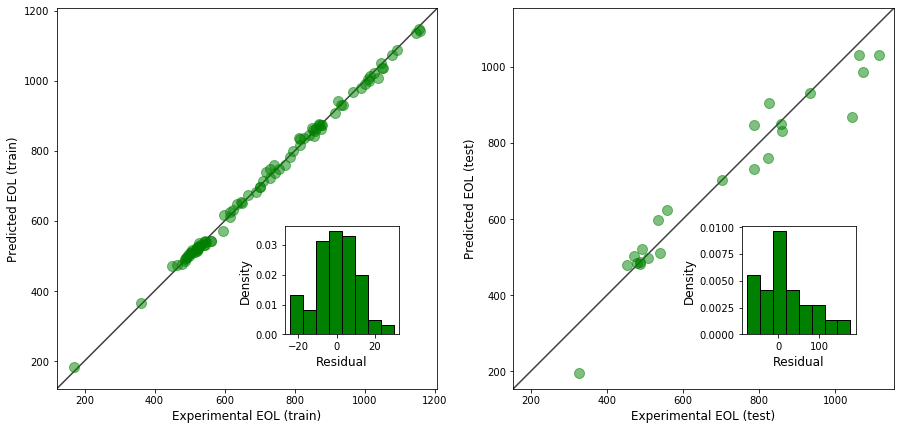 1200
1000
800
600
400
200
Predicted EOL (train)
200 400 600 800 1000 1200
Experimental EOL (train)
0.03
0.02
0.01
0.00
Density
−20 0 20
Residual
1000
800
600
400
200
Predicted EOL (test)
200 400 600 800 1000
Experimental EOL (test)
0.0100
0.0075
0.0050
0.0025
0.0000
Density
0 100
Residual